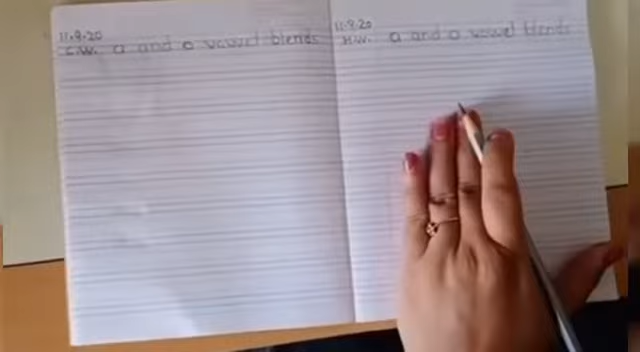 11.9.20
C.W. a and o vowel blends
11.9.20
H.W. a and o vowel blends